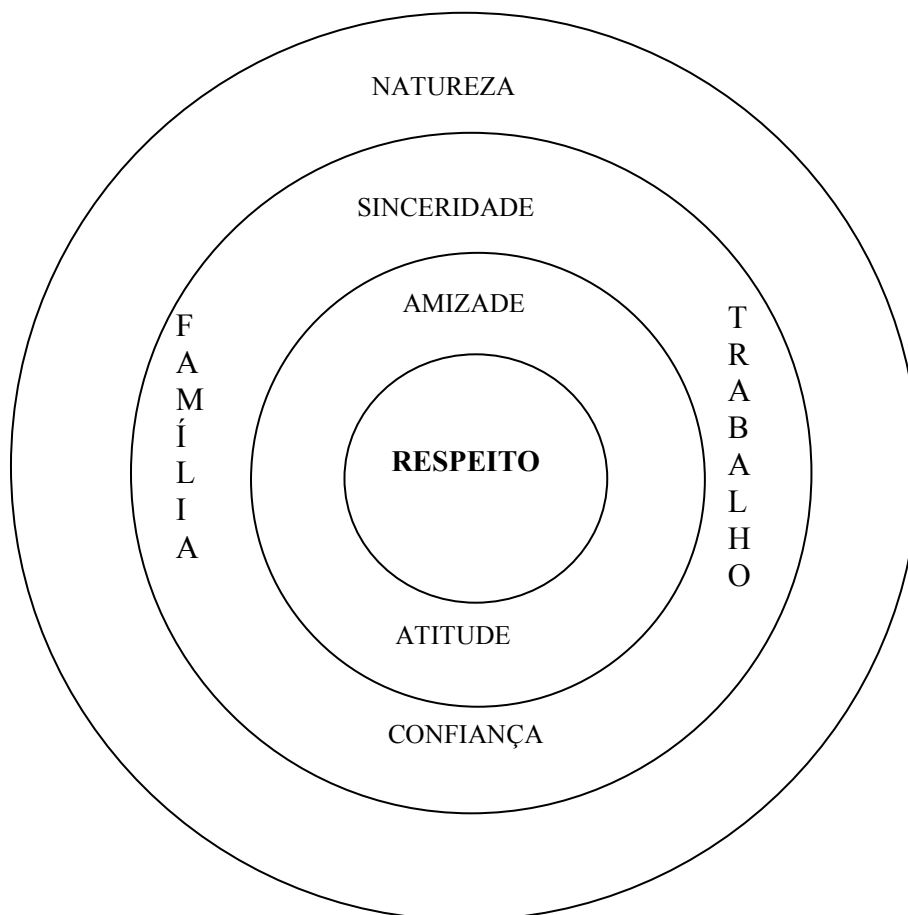 NATUREZA
SINCERIDADE
AMIZADE
FAMÍLIA
TRABALHO
RESPEITO
ATITUDE
CONFIANÇA